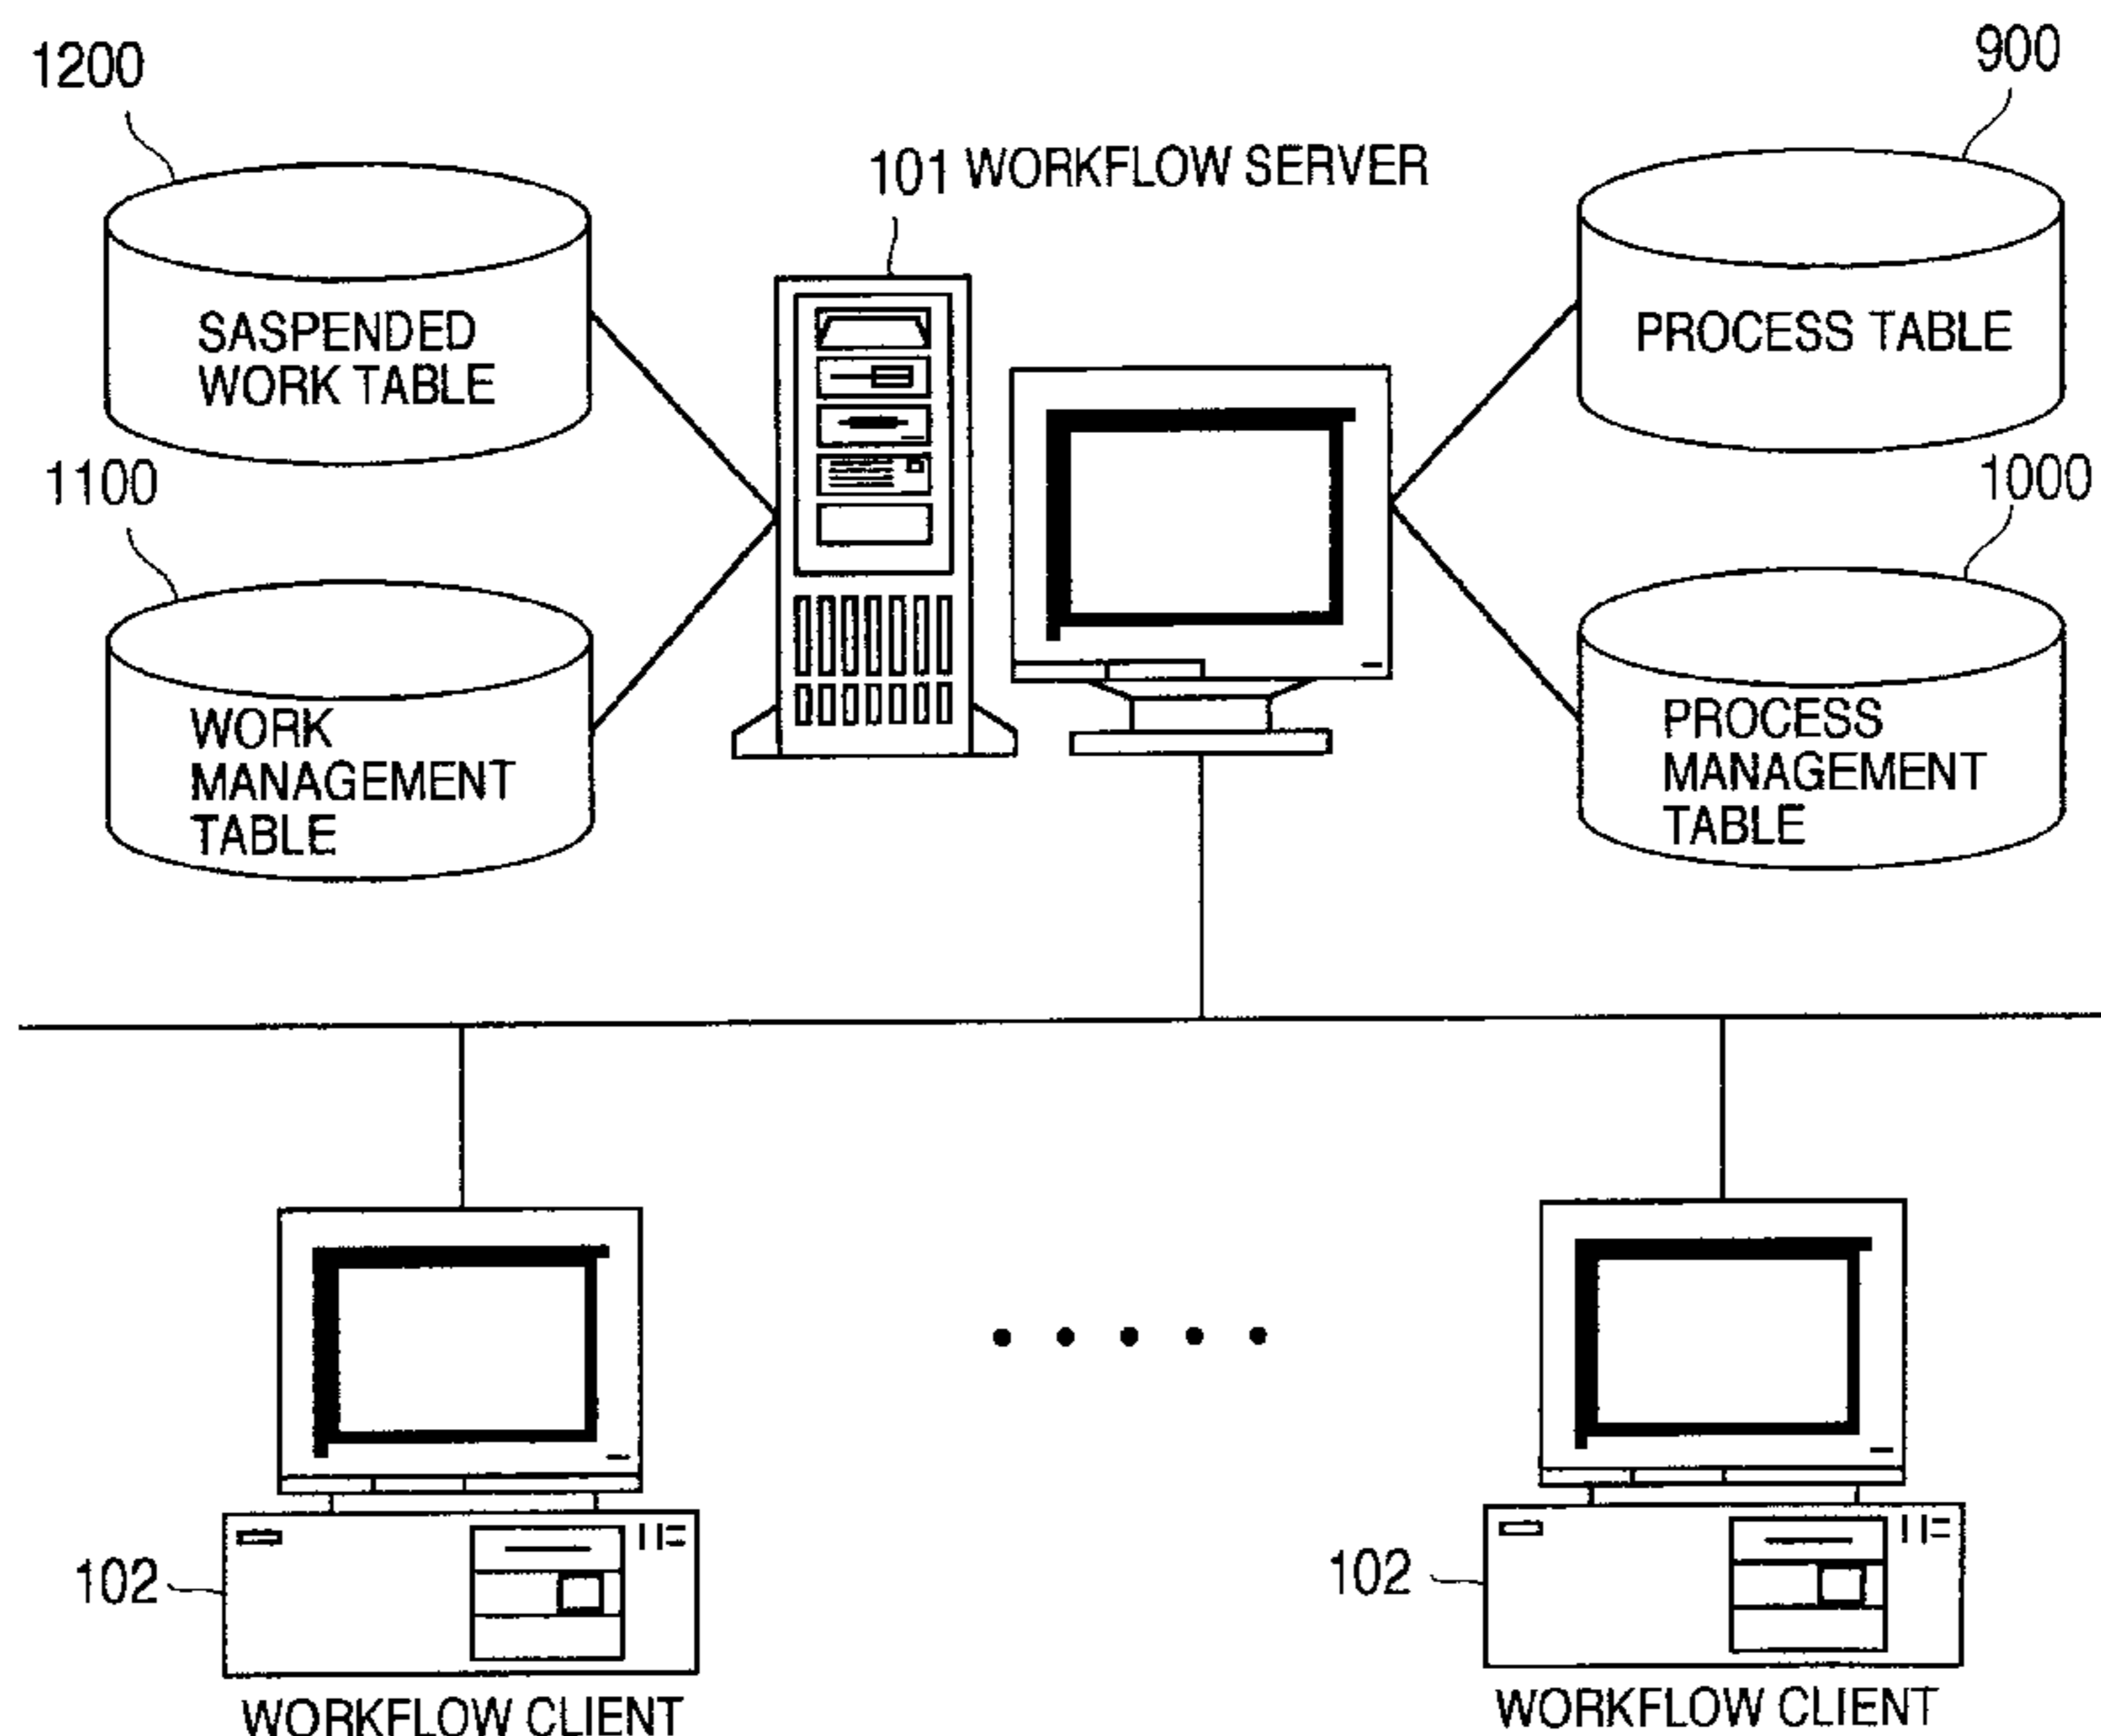 1200
900
101 WORKFLOW SERVER
SASPENDED
WORK TABLE
PROCESS TABLE
1100
1000
WORK
MANAGEMENT
TABLE
PROCESS
MANAGEMENT
TABLE
102
102
WORKFLOW CLIENT
WORKFLOW CLIENT